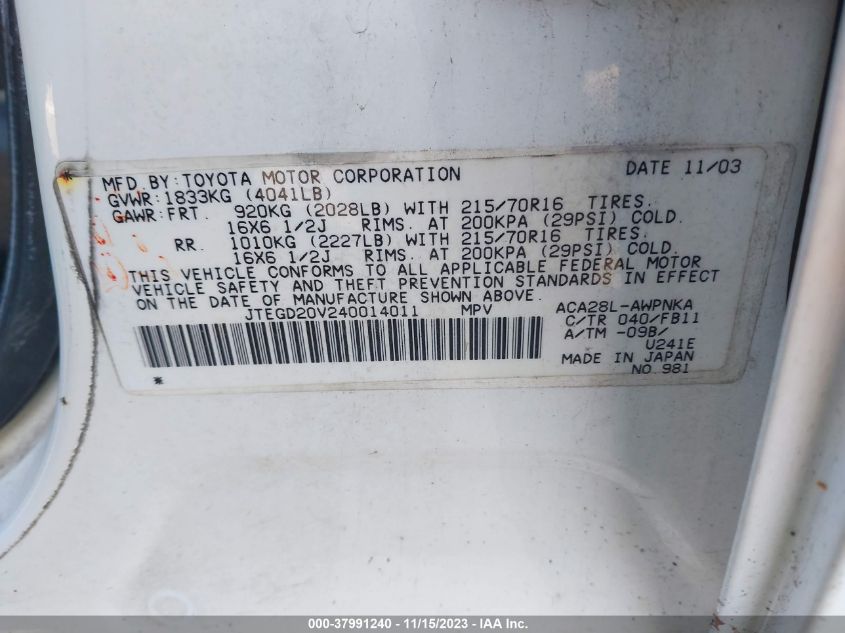 MFD BY:TOYOTA MOTOR CORPORATION DATE 11/03
GVWR:1833KG (4041LB)
GAWR:FRT. 920KG (2028LB) WITH 215/70R16 TIRES.
16X6 1/2J RIMS. AT 200KPA (29PSI) COLD.
RR. 1010KG (2227LB) WITH 215/70R16 TIRES.
16X6 1/2J RIMS. AT 200KPA (29PSI) COLD.
THIS VEHICLE CONFORMS TO ALL APPLICABLE FEDERAL MOTOR
VEHICLE SAFETY AND THEFT PREVENTION STANDARDS IN EFFECT
ON THE DATE OF MANUFACTURE SHOWN ABOVE.
JTEGD20V240014011 MPV
ACA28L-AWPNKA
C/TR 040/FB11
A/TM -09B/
U241E
MADE IN JAPAN
NO.981
000-37991240 - 11/15/2023 - IAA Inc.